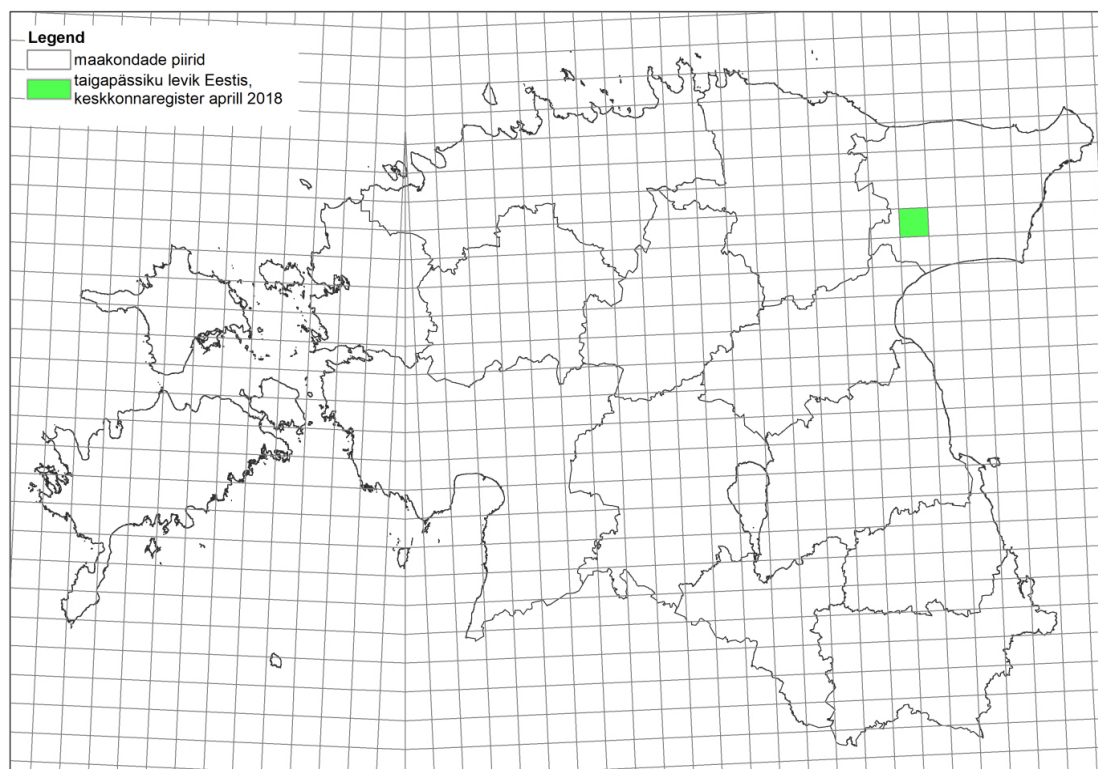 Legend
maakondade piirid
taigapässiku levik Eestis,
keskkonnaregister aprill 2018